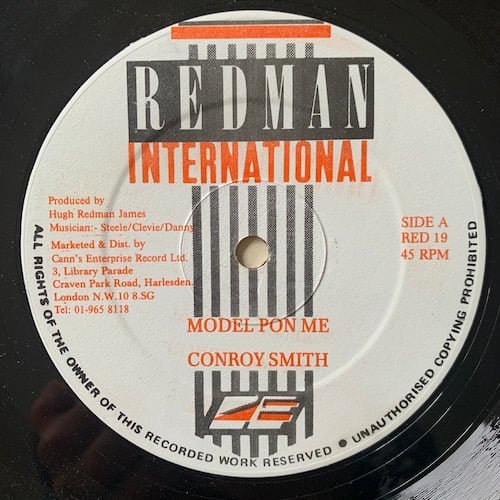 REDMAN
INTERNATIONAL
Produced by
Hugh Redman James
Musician:- Steele/Clevie/Danny
Marketed & Dist. by
Cann's Enterprise Record Ltd.
3, Library Parade
Craven Park Road, Harlesden.
London N.W.10 8.SG
Tel: 01-965 8118
SIDE A
RED 19
45 RPM
MODEL PON ME
CONROY SMITH
CE
ALL RIGHTS OF THE OWNER OF THIS RECORDED WORK RESERVED ● UNAUTHORISED COPYING PROHIBITED